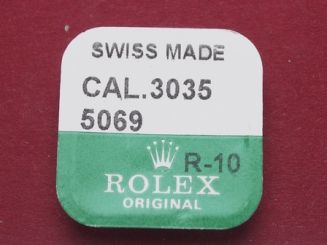 SWISS MADE
CAL.3035
5069
R-10
ROLEX
ORIGINAL